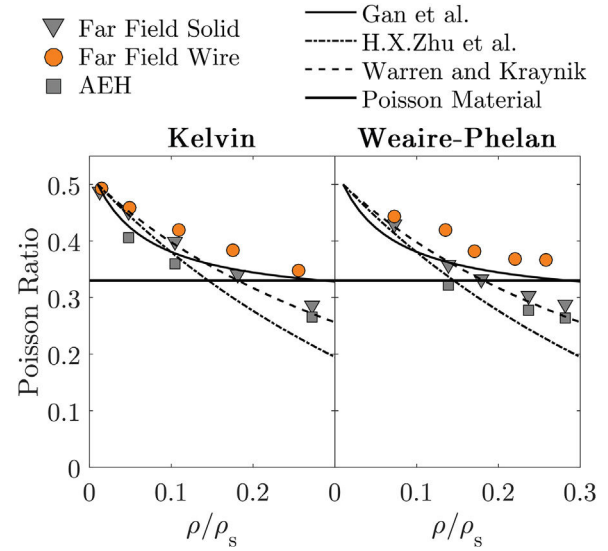 Far Field Solid
Far Field Wire
AEH
Gan et al.
H.X.Zhu et al.
Warren and Kraynik
Poisson Material
Kelvin
Weaire-Phelan
Poisson Ratio
0.5
0.4
0.3
0.2
0.1
0
0 0.1 0.2
0 0.1 0.2 0.3
ρ/ρs
ρ/ρs